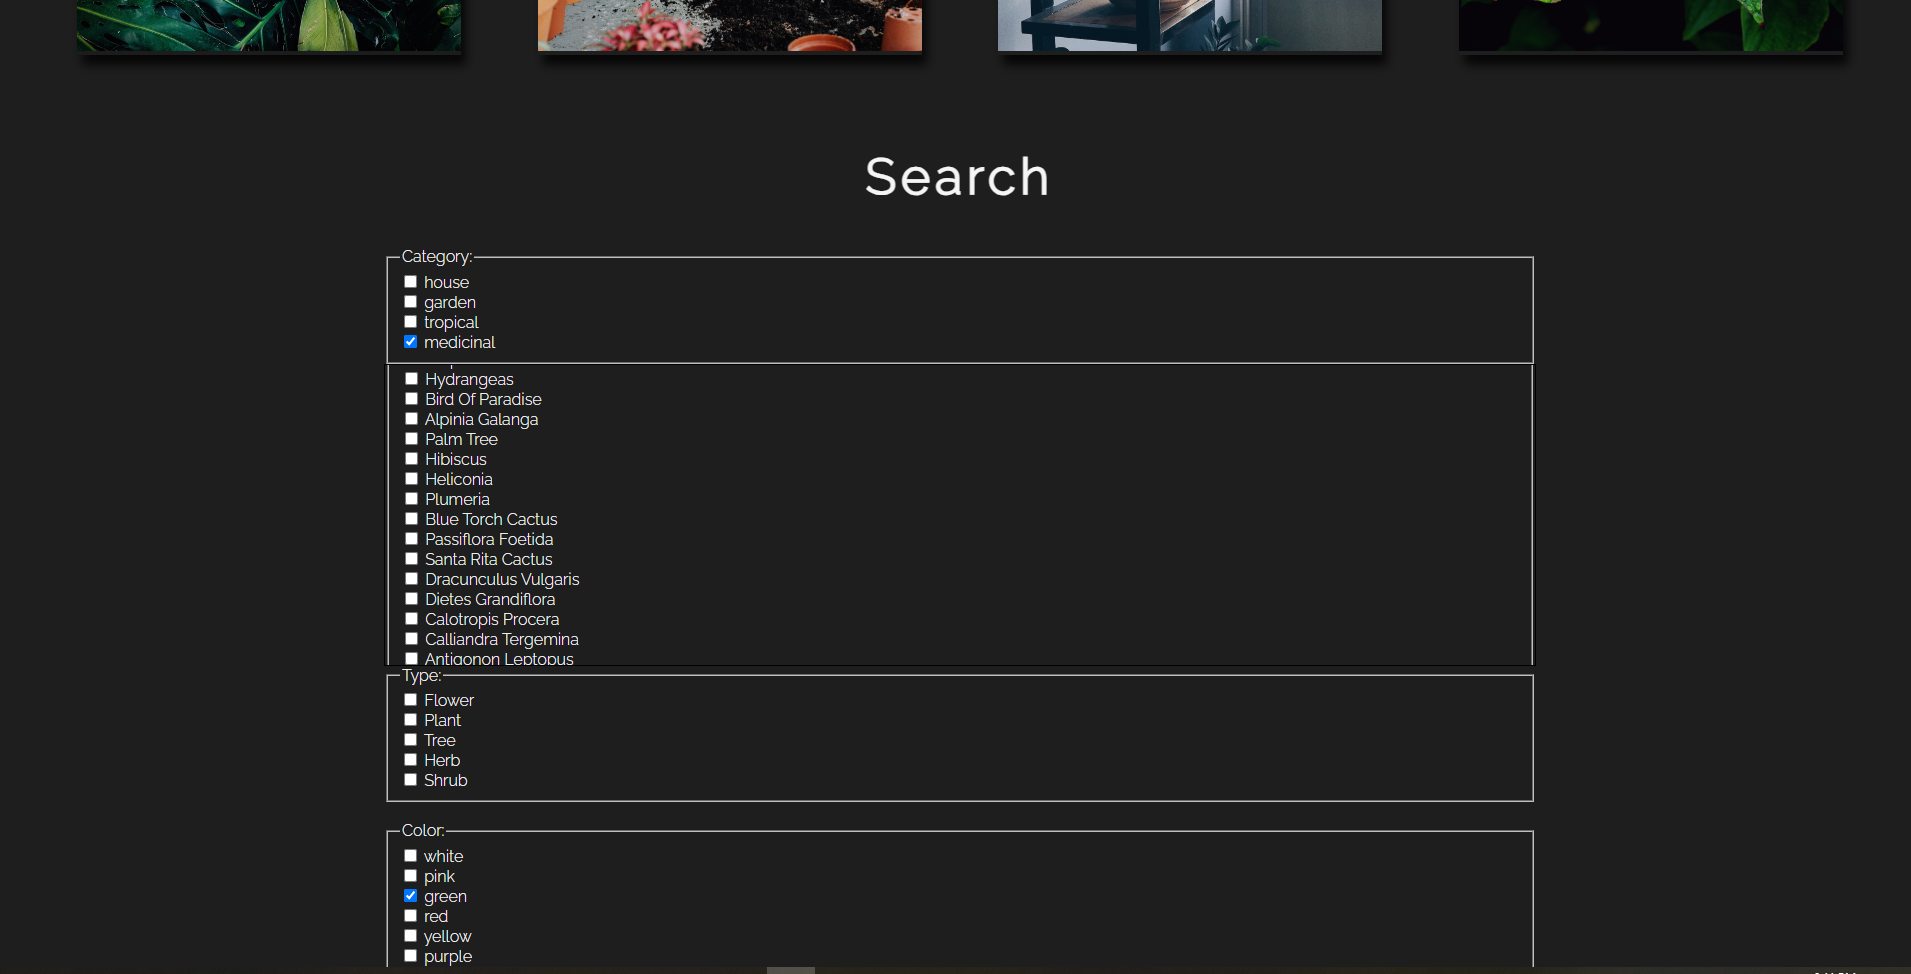 Search
Category:
house
garden
tropical
medicinal
Hydrangeas
Bird Of Paradise
Alpinia Galanga
Palm Tree
Hibiscus
Heliconia
Plumeria
Blue Torch Cactus
Passiflora Foetida
Santa Rita Cactus
Dracunculus Vulgaris
Dietes Grandiflora
Calotropis Procera
Calliandra Tergemina
Antigonon Leptopus
Type:
Flower
Plant
Tree
Herb
Shrub
Color:
white
pink
green
red
yellow
purple